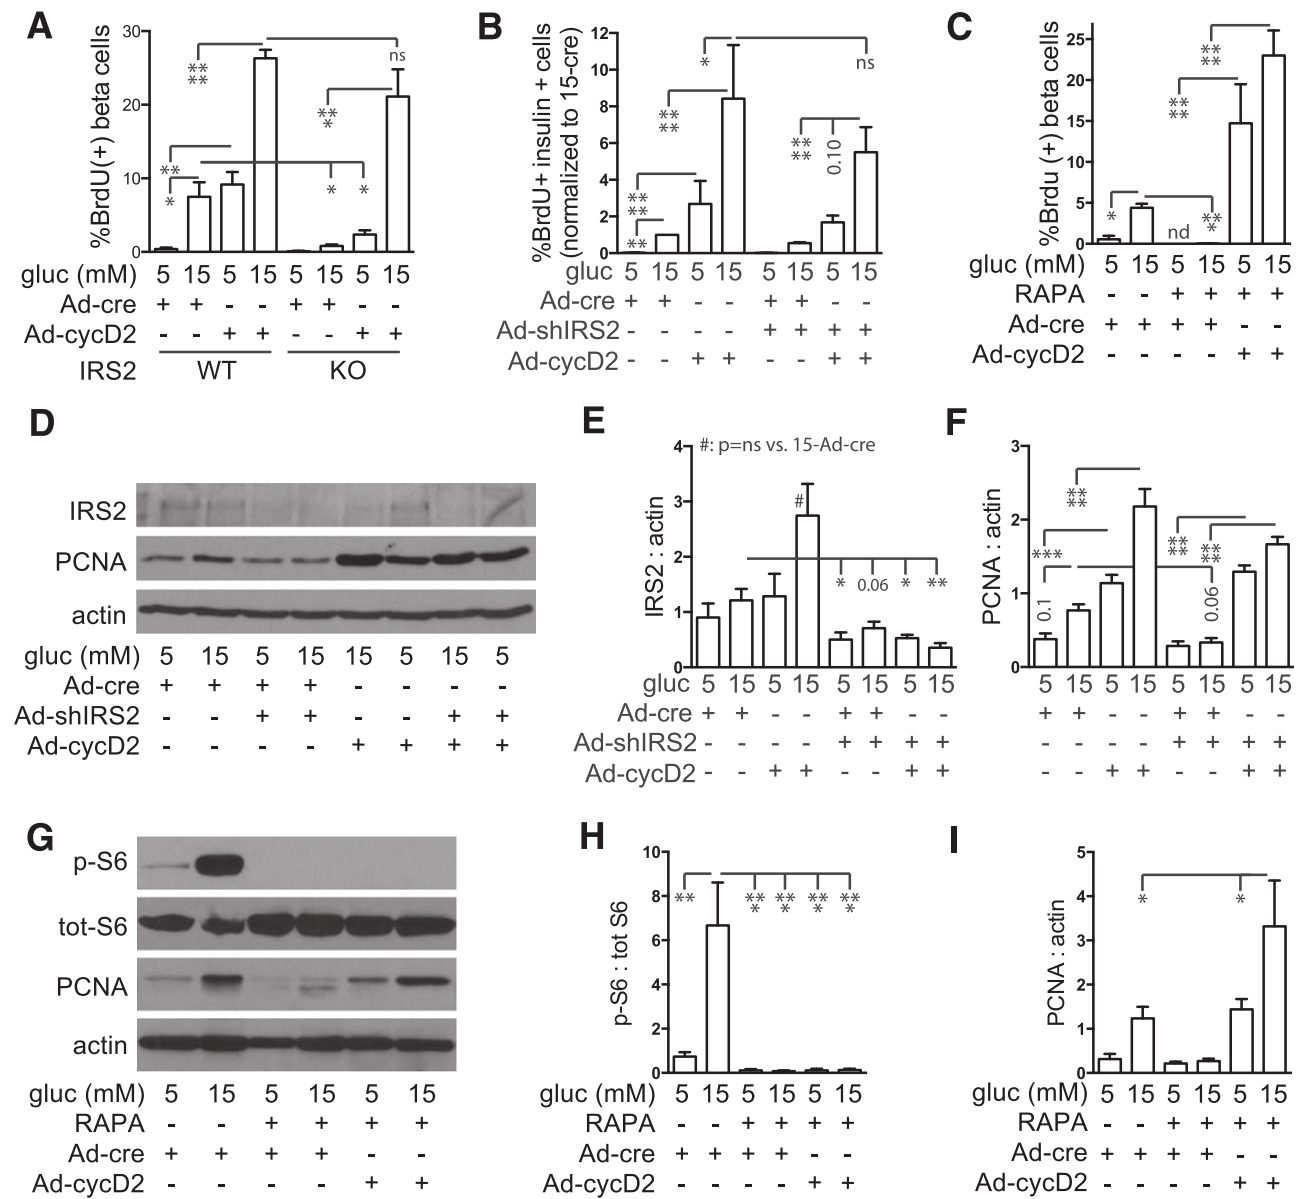 A
%BrdU(+) beta cells
30
20
10
0
**
**
**
*
ns
**
*
*
*
gluc (mM) 5 15 5 15 5 15 5 15
Ad-cre + + - - + + - -
Ad-cycD2 - - + + - - + +
IRS2 WT KO
B
%BrdU+ insulin + cells
(normalized to 15-cre)
12
10
8
6
4
2
0
*
ns
**
**
**
**
**
**
**
0.10
gluc 5 15 5 15 5 15 5 15
Ad-cre + + - - + + - -
Ad-shIRS2 - - - - + + + +
Ad-cycD2 - - + + - - + +
C
%Brdu (+) beta cells
25
20
15
10
5
0
**
**
**
**
*
nd
**
*
gluc (mM) 5 15 5 15 5 15
RAPA - - + + + +
Ad-cre + + + + - -
Ad-cycD2 - - - - + +
D
IRS2
PCNA
actin
gluc (mM) 5 15 5 15 15 5 15 5
Ad-cre + + + + - - - -
Ad-shIRS2 - - + + - - + +
Ad-cycD2 - - - - + + + +
E
IRS2 : actin
#: p=ns vs. 15-Ad-cre
4
3
2
1
0
#
* 0.06 * **
gluc 5 15 5 15 5 15 5 15
Ad-cre + + - - + + - -
Ad-shIRS2 - - - - + + + +
Ad-cycD2 - - + + - - + +
F
PCNA : actin
3
2
1
0
**
**
***
0.1
**
**
**
**
0.06
5 15 5 15 5 15 5 15
+ + - - + + - -
- - - - + + + +
- - + + - - + +
G
p-S6
tot-S6
PCNA
actin
gluc (mM) 5 15 5 15 5 15
RAPA - - + + + +
Ad-cre + + + + - -
Ad-cycD2 - - - - + +
H
p-S6 : tot S6
10
8
6
4
2
0
** ** ** ** **
* * * *
gluc (mM) 5 15 5 15 5 15
RAPA - - + + + +
Ad-cre + + + + - -
Ad-cycD2 - - - - + +
I
PCNA : actin
5
4
3
2
1
0
* *
gluc (mM) 5 15 5 15 5 15
RAPA - - + + + +
Ad-cre + + + + - -
Ad-cycD2 - - - - + +